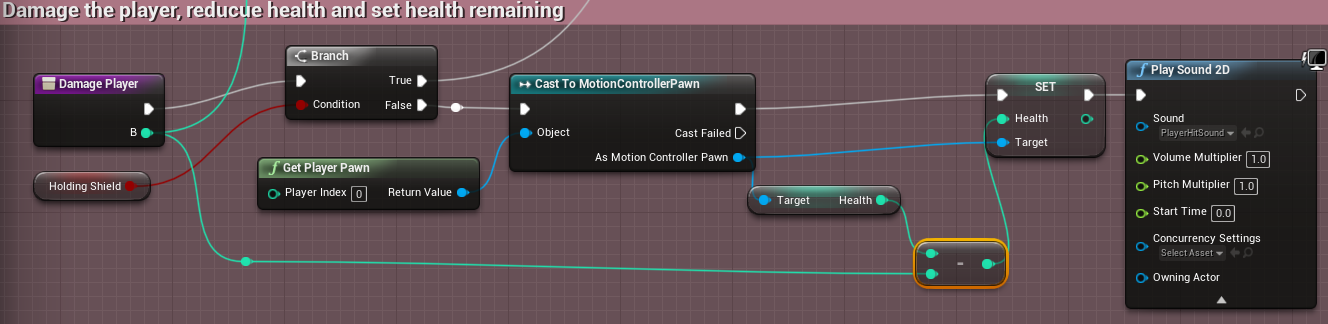 Damage the player, reducue health and set health remaining
Damage Player
B
Holding Shield
Branch
True
Condition
False
Get Player Pawn
Player Index 0
Return Value
Cast To MotionControllerPawn
Object
Cast Failed
As Motion Controller Pawn
Target
Health
-
SET
Health
Target
Play Sound 2D
Sound
PlayerHitSound
Volume Multiplier 1.0
Pitch Multiplier 1.0
Start Time 0.0
Concurrency Settings
Select Asset
Owning Actor